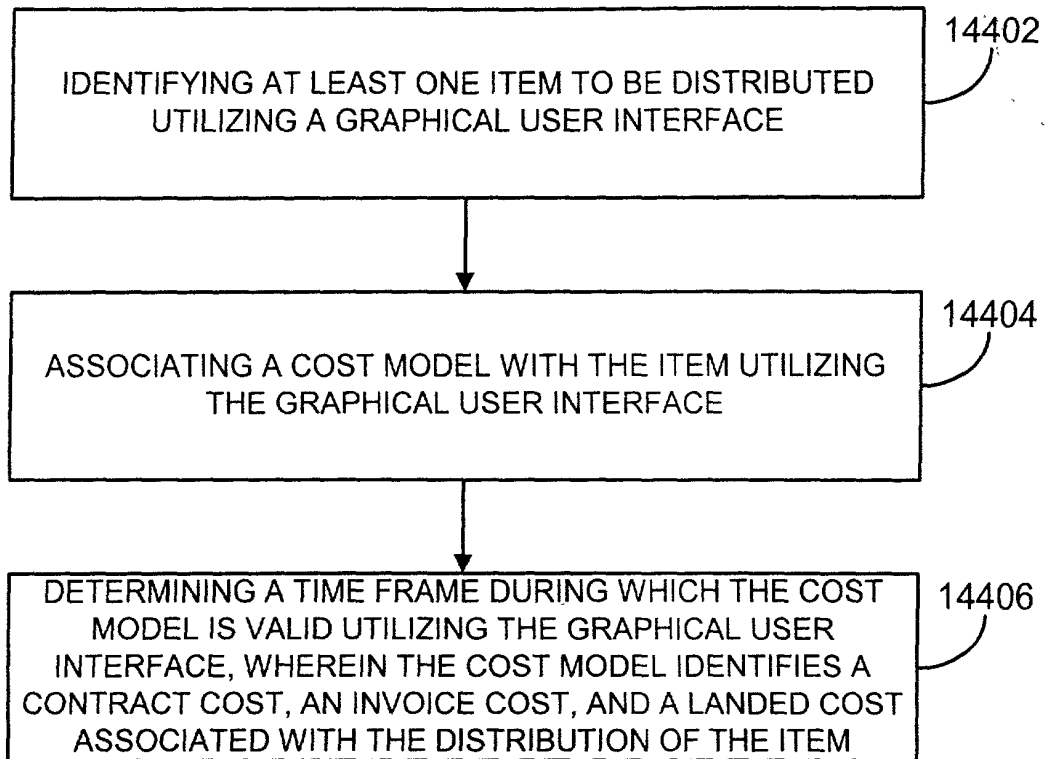 14402
IDENTIFYING AT LEAST ONE ITEM TO BE DISTRIBUTED
UTILIZING A GRAPHICAL USER INTERFACE
14404
ASSOCIATING A COST MODEL WITH THE ITEM UTILIZING
THE GRAPHICAL USER INTERFACE
14406
DETERMINING A TIME FRAME DURING WHICH THE COST
MODEL IS VALID UTILIZING THE GRAPHICAL USER
INTERFACE, WHEREIN THE COST MODEL IDENTIFIES A
CONTRACT COST, AN INVOICE COST, AND A LANDED COST
ASSOCIATED WITH THE DISTRIBUTION OF THE ITEM